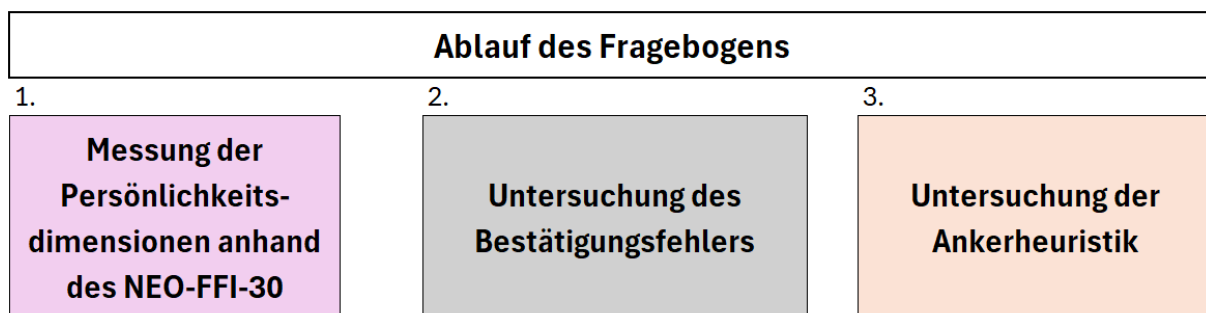 Ablauf des Fragebogens
1.
Messung der
Persönlichkeits-
dimensionen anhand
des NEO-FFI-30
2.
Untersuchung des
Bestätigungsfehlers
3.
Untersuchung der
Ankerheuristik